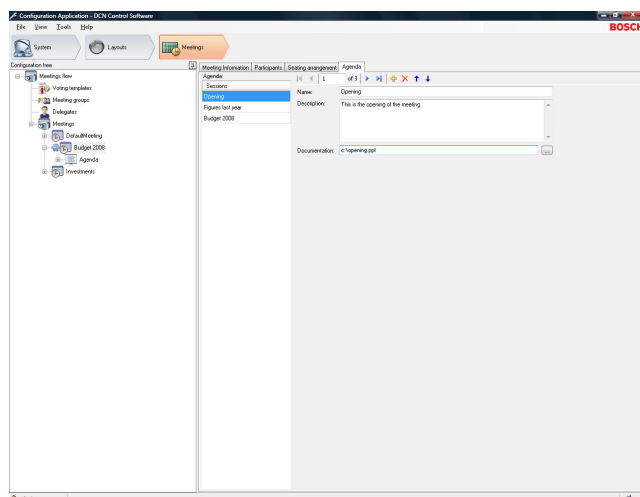 Configuration Application - DCN Control Software
File View Tools Help
BOSCH
System Layouts Meetings
Configuration tree
Meetings flow
Voting templates
Meeting groups
Delegates
Meetings
DefaultMeeting
Budget 2008
Agenda
Investments
Meeting Information Participants Seating arrangement Agenda
Agenda:
Sessions
Opening
Figures last year
Budget 2008
1 of 3
Name: Opening
Description: This is the opening of the meeting
Documentation: c:\opening.ppt ...